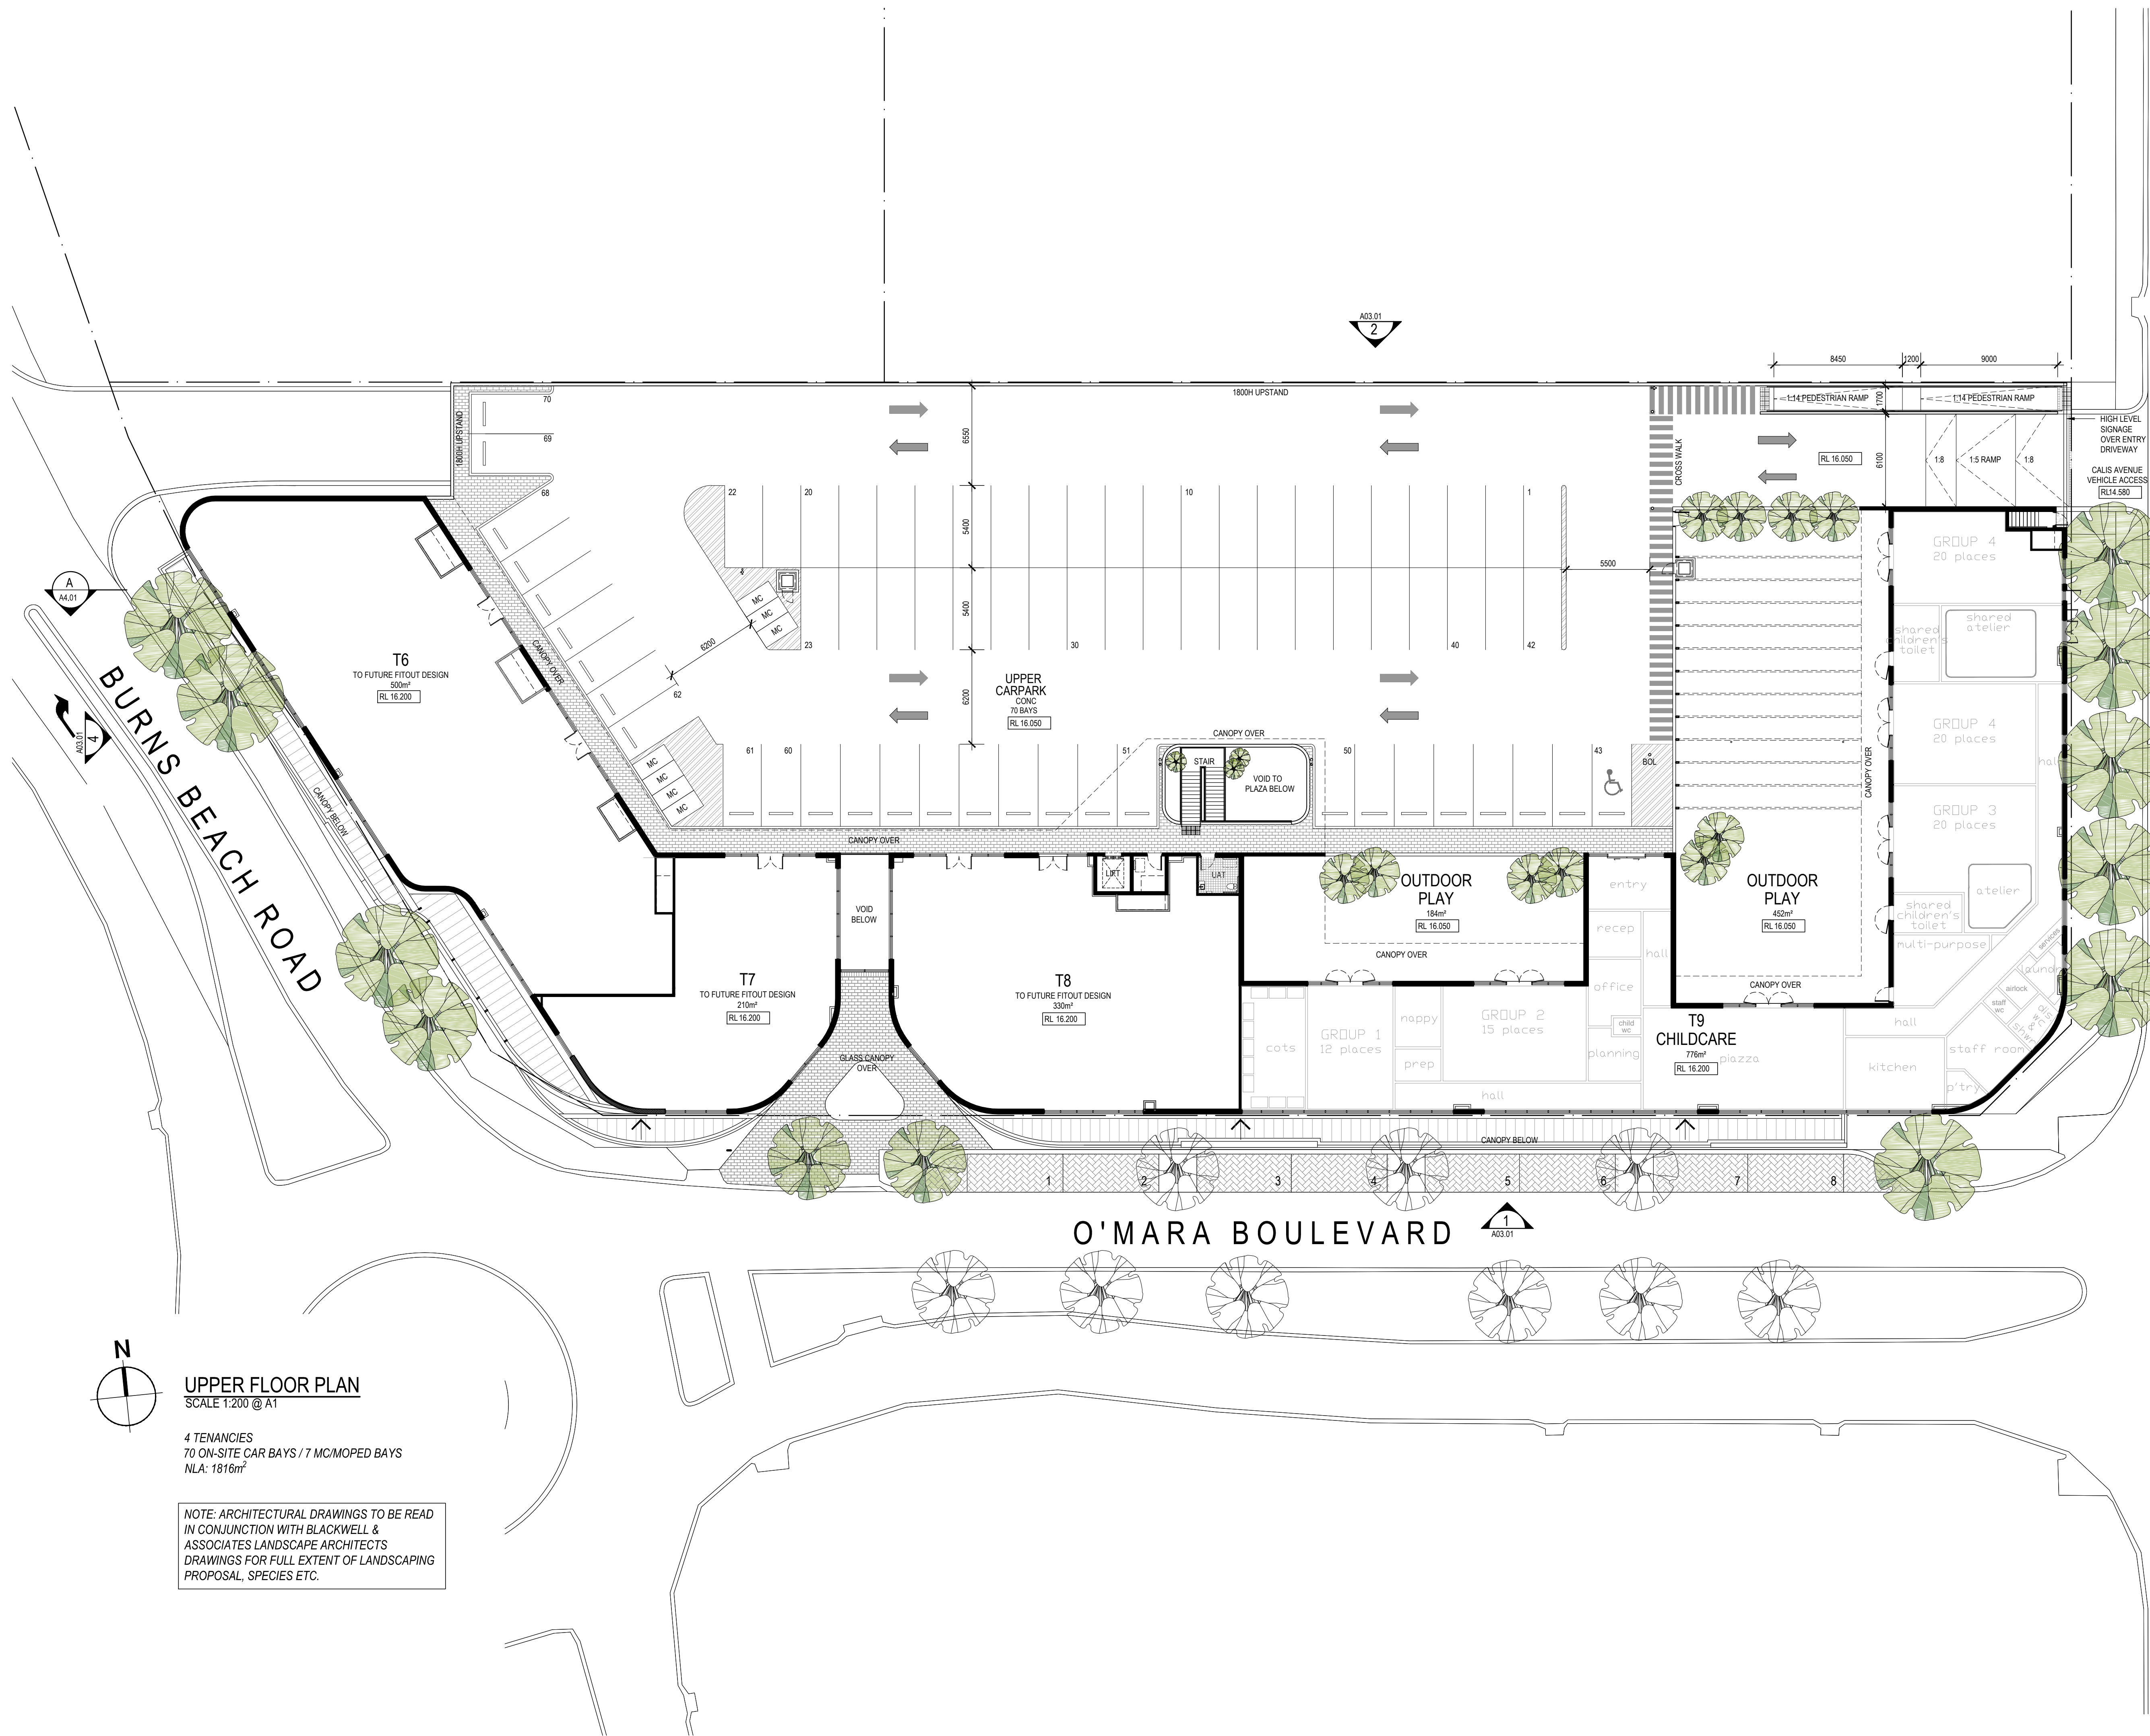 A03.01
2
8450
1200
9000
1800H UPSTAND
1:14 PEDESTRIAN RAMP
1700
1:14 PEDESTRIAN RAMP
70
1800H UPSTAND
69
6550
CROSS WALK
HIGH LEVEL
SIGNAGE
OVER ENTRY
DRIVEWAY
RL 16.050
6100
1:8
1:5 RAMP
1:8
CALIS AVENUE
VEHICLE ACCESS
RL14.580
68
22
20
10
1
5400
GROUP 4
20 places
5500
A
A4.01
MC
MC
MC
5400
shared
children's
toilet
shared
atelier
23
30
40
42
CANOPY OVER
6200
T6
TO FUTURE FITOUT DESIGN
500m²
RL 16.200
62
UPPER
CARPARK
CONC
70 BAYS
RL 16.050
6200
BURNS BEACH ROAD
A03.01
4
GROUP 4
20 places
CANOPY OVER
61
60
51
50
43
STAIR
VOID TO
PLAZA BELOW
BOL
hall
CANOPY OVER
MC
MC
MC
MC
CANOPY BELOW
GROUP 3
20 places
CANOPY OVER
LIFT
UAT
OUTDOOR
PLAY
184m²
RL 16.050
entry
OUTDOOR
PLAY
452m²
RL 16.050
atelier
shared
children's
toilet
VOID
BELOW
recep
hall
multi-purpose
services
laundry
CANOPY OVER
T7
TO FUTURE FITOUT DESIGN
210m²
RL 16.200
T8
TO FUTURE FITOUT DESIGN
330m²
RL 16.200
office
CANOPY OVER
airlock
staff
wc
nappy
GROUP 2
15 places
child
wc
T9
CHILDCARE
776m²
RL 16.200
hall
cots
GROUP 1
12 places
planning
piazza
staff room
GLASS CANOPY
OVER
prep
kitchen
p'try
hall
CANOPY BELOW
1
2
3
4
5
6
7
8
O'MARA BOULEVARD
1
A03.01
N
UPPER FLOOR PLAN
SCALE 1:200 @ A1
4 TENANCIES
70 ON-SITE CAR BAYS / 7 MC/MOPED BAYS
NLA: 1816m²
NOTE: ARCHITECTURAL DRAWINGS TO BE READ
IN CONJUNCTION WITH BLACKWELL &
ASSOCIATES LANDSCAPE ARCHITECTS
DRAWINGS FOR FULL EXTENT OF LANDSCAPING
PROPOSAL, SPECIES ETC.